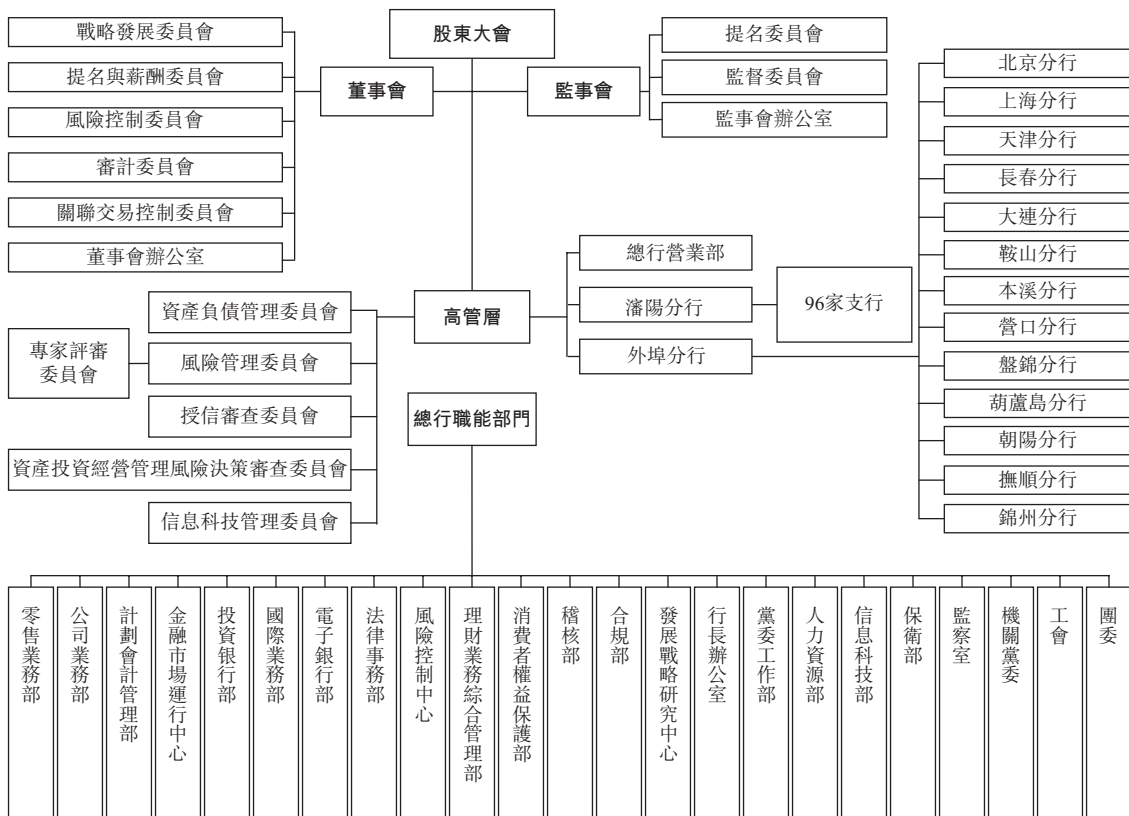 股東大會
董事會
監事會
戰略發展委員會
提名與薪酬委員會
風險控制委員會
審計委員會
關聯交易控制委員會
董事會辦公室
提名委員會
監督委員會
監事會辦公室
高管層
資產負債管理委員會
風險管理委員會
授信審查委員會
資產投資經營管理風險決策審查委員會
信息科技管理委員會
專家評審
委員會
總行營業部
瀋陽分行
外埠分行
96家支行
北京分行
上海分行
天津分行
長春分行
大連分行
鞍山分行
本溪分行
營口分行
盤錦分行
葫蘆島分行
朝陽分行
撫順分行
錦州分行
總行職能部門
零售業務部
公司業務部
計劃會計管理部
金融市場運行中心
投資银行部
國際業務部
電子銀行部
法律事務部
風險控制中心
理財業務綜合管理部
消費者權益保護部
稽核部
合規部
發展戰略研究中心
行長辦公室
黨委工作部
人力資源部
信息科技部
保衛部
監察室
機關黨委
工會
團委